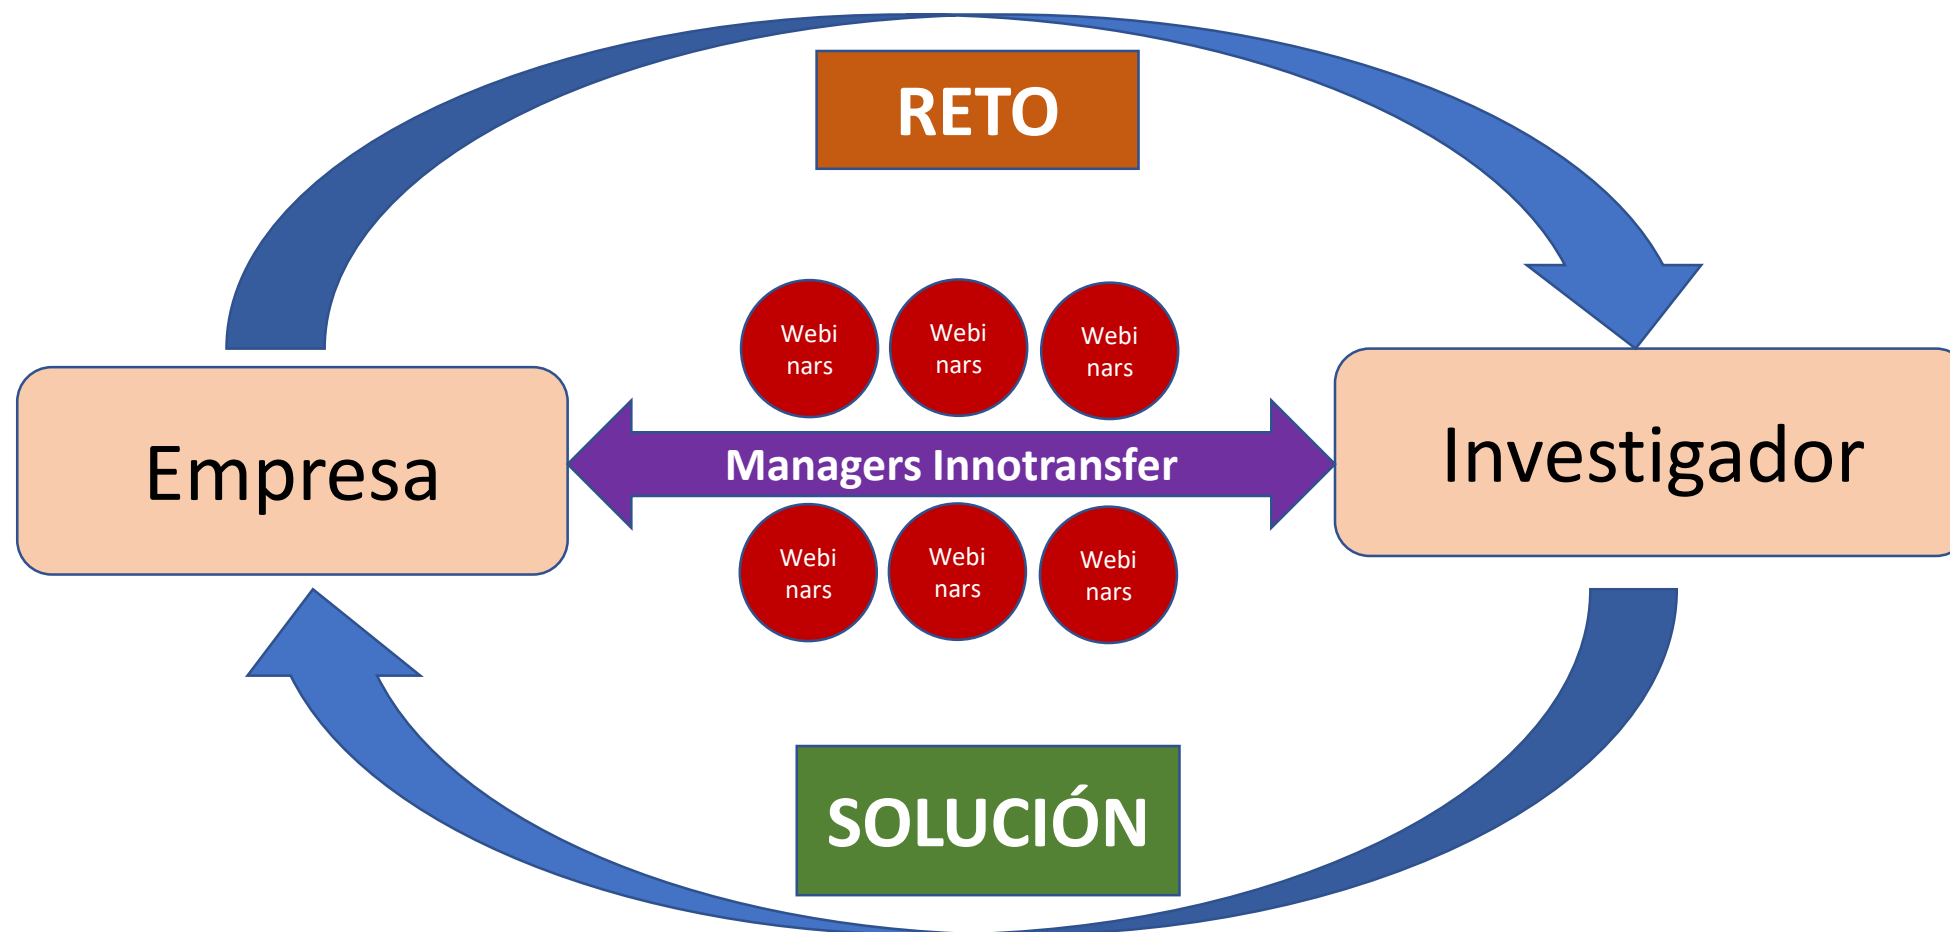 RETO
Webi
nars
Webi
nars
Webi
nars
Empresa
Managers Innotransfer
Investigador
Webi
nars
Webi
nars
Webi
nars
SOLUCIÓN